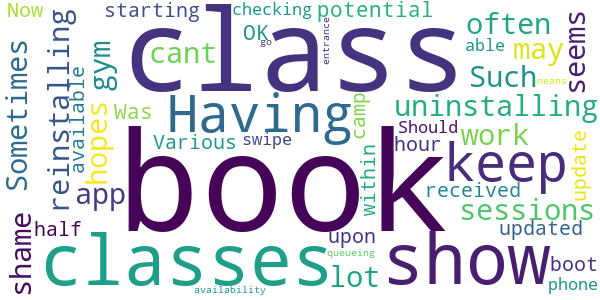 Now
starting
checking
potential
OK
go
entrance
often
able
may
seems
Sometimes
reinstalling
available
gym
cant
class
Such
hopes
Was
Having
camp
uninstalling
Various
swipe
Should
hour
work
update
app
book
keep
within
received
sessions
means
shame
half
upon
updated
classes
queueing
lot
show
boot
phone
availability